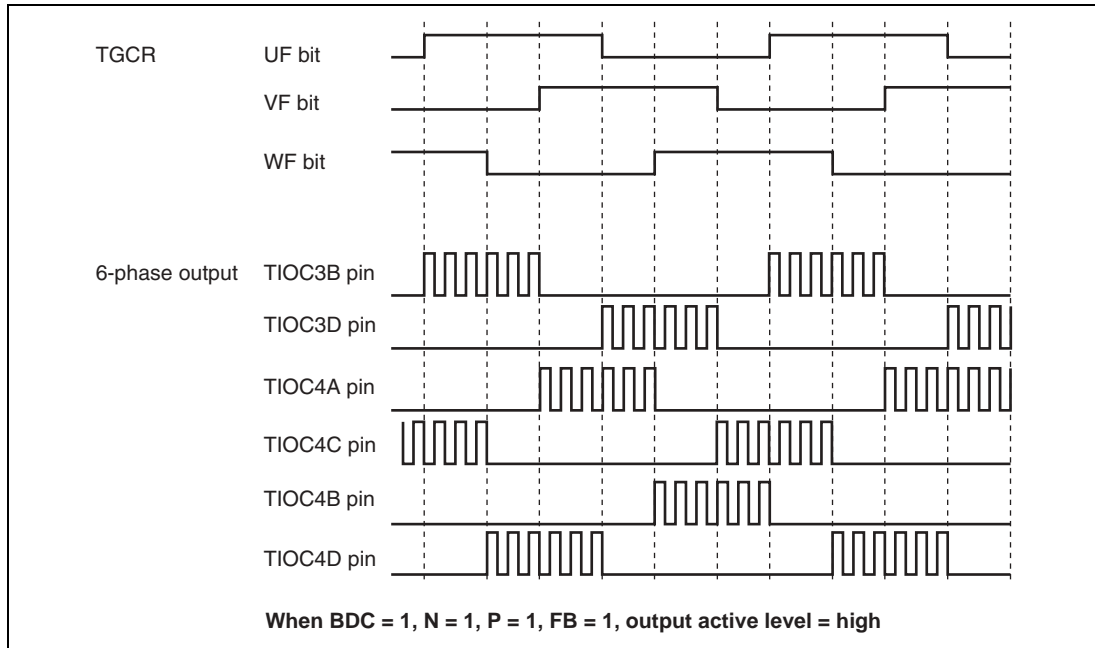 TGCR UF bit
VF bit
WF bit
6-phase output TIOC3B pin
TIOC3D pin
TIOC4A pin
TIOC4C pin
TIOC4B pin
TIOC4D pin
When BDC = 1, N = 1, P = 1, FB = 1, output active level = high